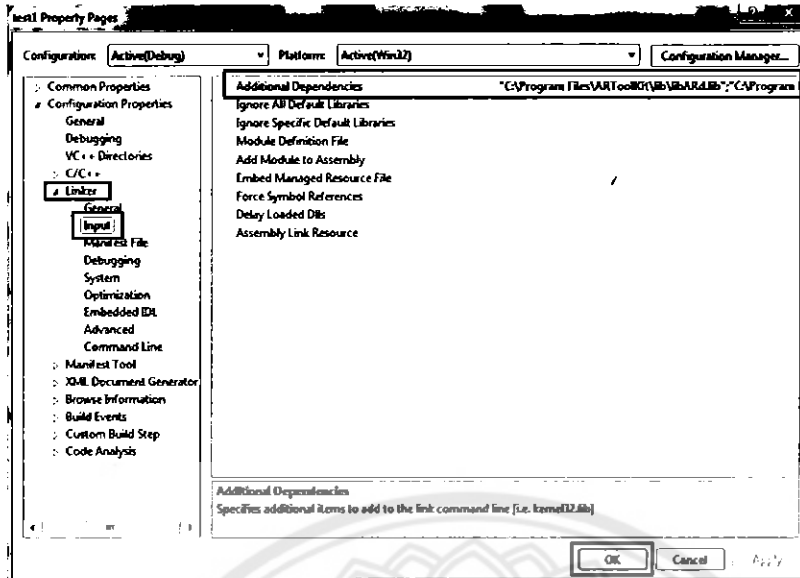 test1 Property Pages
Configuration: Active(Debug) Platform: Active(Win32) Configuration Manager...
Common Properties
Configuration Properties
General
Debugging
VC++ Directories
C/C++
Linker
General
Input
Manifest File
Debugging
System
Optimization
Embedded IDL
Advanced
Command Line
Manifest Tool
XML Document Generator
Browse Information
Build Events
Custom Build Step
Code Analysis
Additional Dependencies "C:\Program Files\ARToolKit\lib\libARd.lib";"C:\Program
Ignore All Default Libraries
Ignore Specific Default Libraries
Module Definition File
Add Module to Assembly
Embed Managed Resource File
Force Symbol References
Delay Loaded Dlls
Assembly Link Resource
Additional Dependencies
Specifies additional items to add to the link command line [i.e. kernel32.lib]
OK Cancel Apply